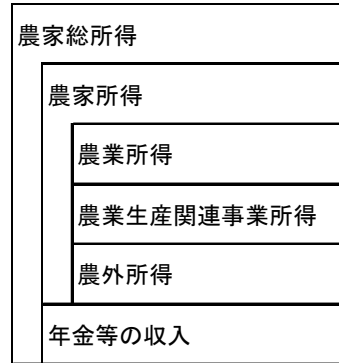 農家総所得
農家所得
農業所得
農業生産関連事業所得
農外所得
年金等の収入